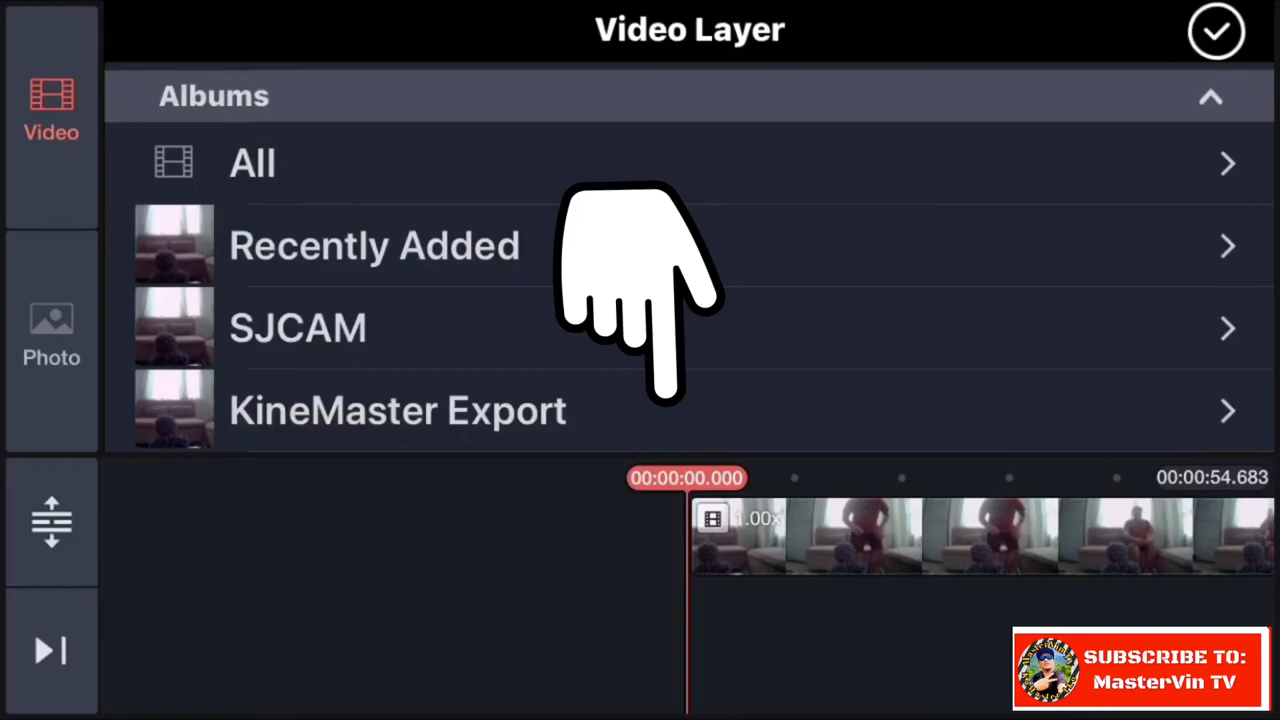 Video Layer
Video
Albums
All
Recently Added
Photo
SJCAM
KineMaster Export
00:00:00.000
00:00:54.683
1.00x
SUBSCRIBE TO:
MasterVin TV